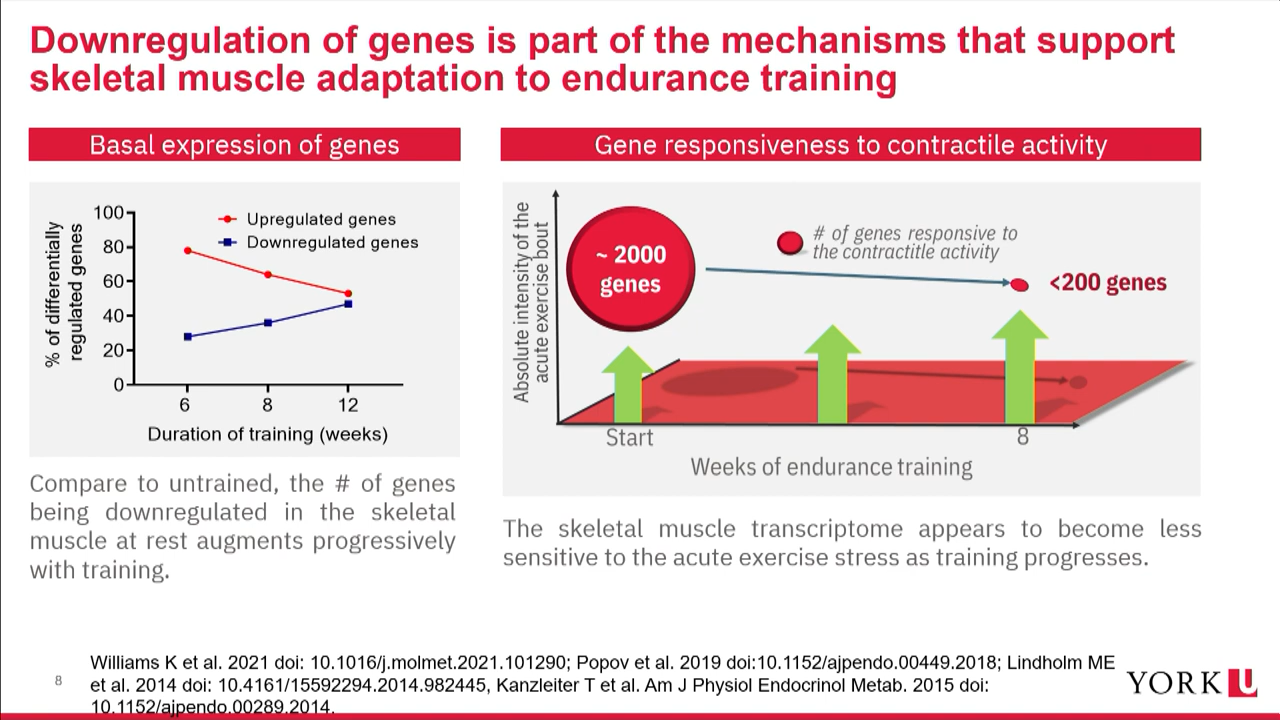 Downregulation of genes is part of the mechanisms that support
skeletal muscle adaptation to endurance training
Basal expression of genes
% of differentially
regulated genes
100
80
60
40
20
0
Upregulated genes
Downregulated genes
6
8
12
Duration of training (weeks)
Compare to untrained, the # of genes
being downregulated in the skeletal
muscle at rest augments progressively
with training.
Gene responsiveness to contractile activity
Absolute intensity of the
acute exercise bout
~ 2000
genes
# of genes responsive to
the contractitle activity
<200 genes
Start
8
Weeks of endurance training
The skeletal muscle transcriptome appears to become less
sensitive to the acute exercise stress as training progresses.
8
Williams K et al. 2021 doi: 10.1016/j.molmet.2021.101290; Popov et al. 2019 doi:10.1152/ajpendo.00449.2018; Lindholm ME
et al. 2014 doi: 10.4161/15592294.2014.982445, Kanzleiter T et al. Am J Physiol Endocrinol Metab. 2015 doi:
10.1152/ajpendo.00289.2014.
YORK U